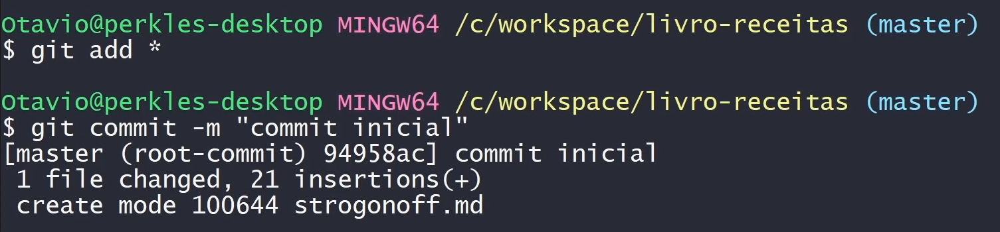 Otavio@perkles-desktop MINGW64 /c/workspace/livro-receitas (master)
$ git add *
Otavio@perkles-desktop MINGW64 /c/workspace/livro-receitas (master)
$ git commit -m "commit inicial"
[master (root-commit) 94958ac] commit inicial
1 file changed, 21 insertions(+)
create mode 100644 strogonoff.md